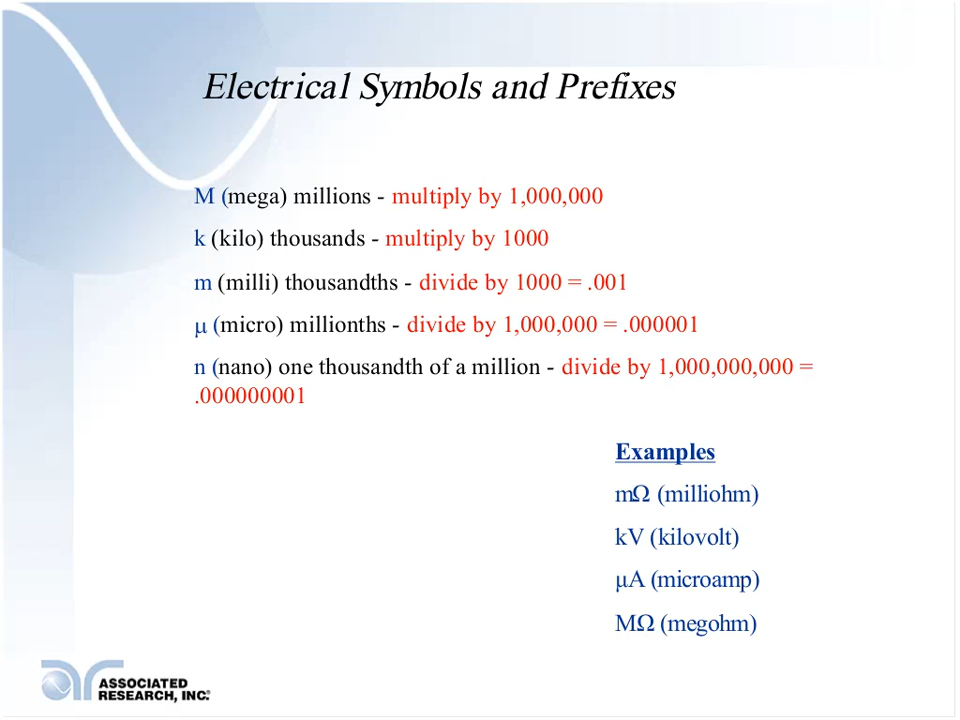 Electrical Symbols and Prefixes
M (mega) millions - multiply by 1,000,000
k (kilo) thousands - multiply by 1000
m (milli) thousandths - divide by 1000 = .001
μ (micro) millionths - divide by 1,000,000 = .000001
n (nano) one thousandth of a million - divide by 1,000,000,000 =
.000000001
Examples
mΩ (milliohm)
kV (kilovolt)
μA (microamp)
MΩ (megohm)
ASSOCIATED
RESEARCH, INC.®